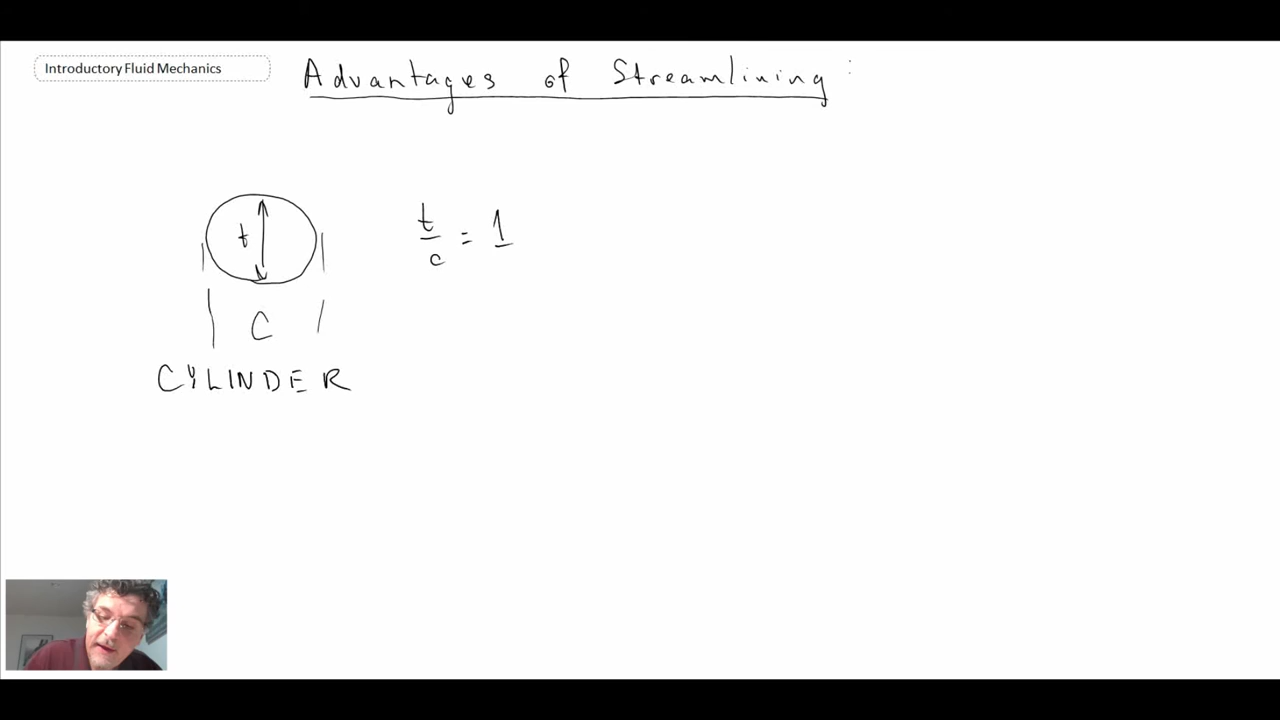 Introductory Fluid Mechanics
Advantages of Streamlining :
t
t/c = 1
C
CYLINDER